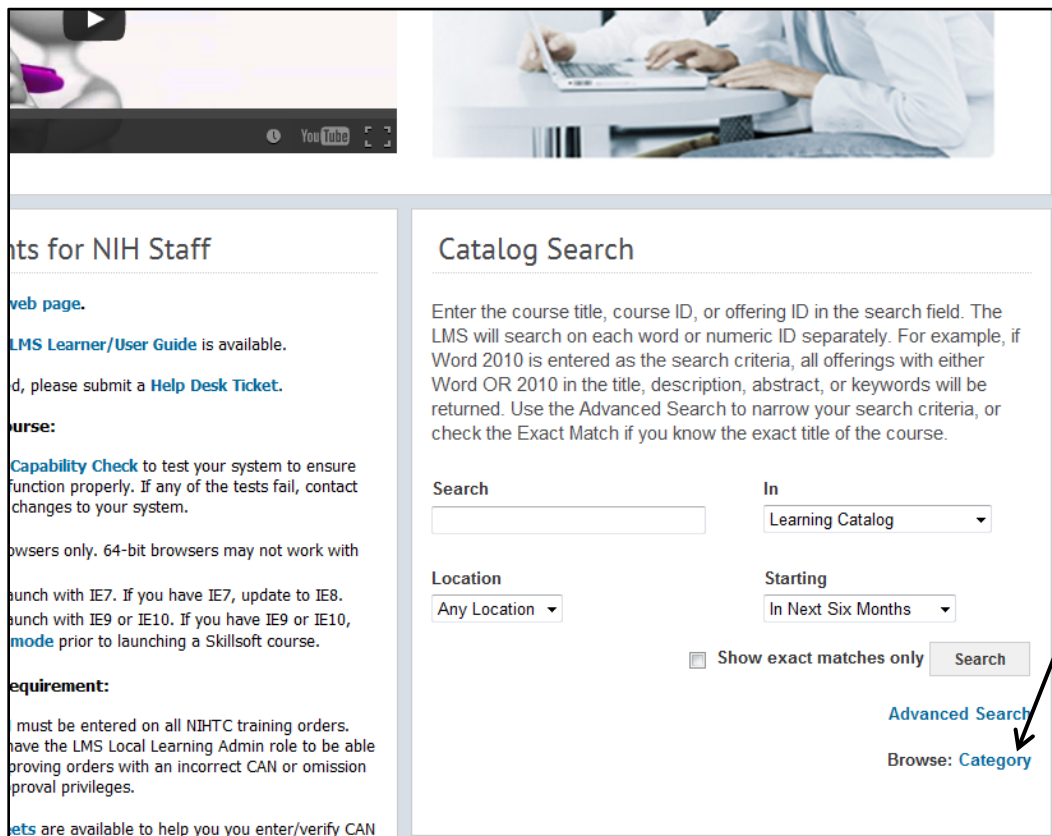 YouTube
nts for NIH Staff
web page.
LMS Learner/User Guide is available.
d, please submit a Help Desk Ticket.
ourse:
Capability Check to test your system to ensure
function properly. If any of the tests fail, contact
changes to your system.
owsers only. 64-bit browsers may not work with
aunch with IE7. If you have IE7, update to IE8.
aunch with IE9 or IE10. If you have IE9 or IE10,
mode prior to launching a Skillsoft course.
equirement:
must be entered on all NIHTC training orders.
have the LMS Local Learning Admin role to be able
proving orders with an incorrect CAN or omission
proval privileges.
ets are available to help you you enter/verify CAN
Catalog Search
Enter the course title, course ID, or offering ID in the search field. The
LMS will search on each word or numeric ID separately. For example, if
Word 2010 is entered as the search criteria, all offerings with either
Word OR 2010 in the title, description, abstract, or keywords will be
returned. Use the Advanced Search to narrow your search criteria, or
check the Exact Match if you know the exact title of the course.
Search In
Learning Catalog
Location Starting
Any Location In Next Six Months
Show exact matches only Search
Advanced Search
Browse: Category